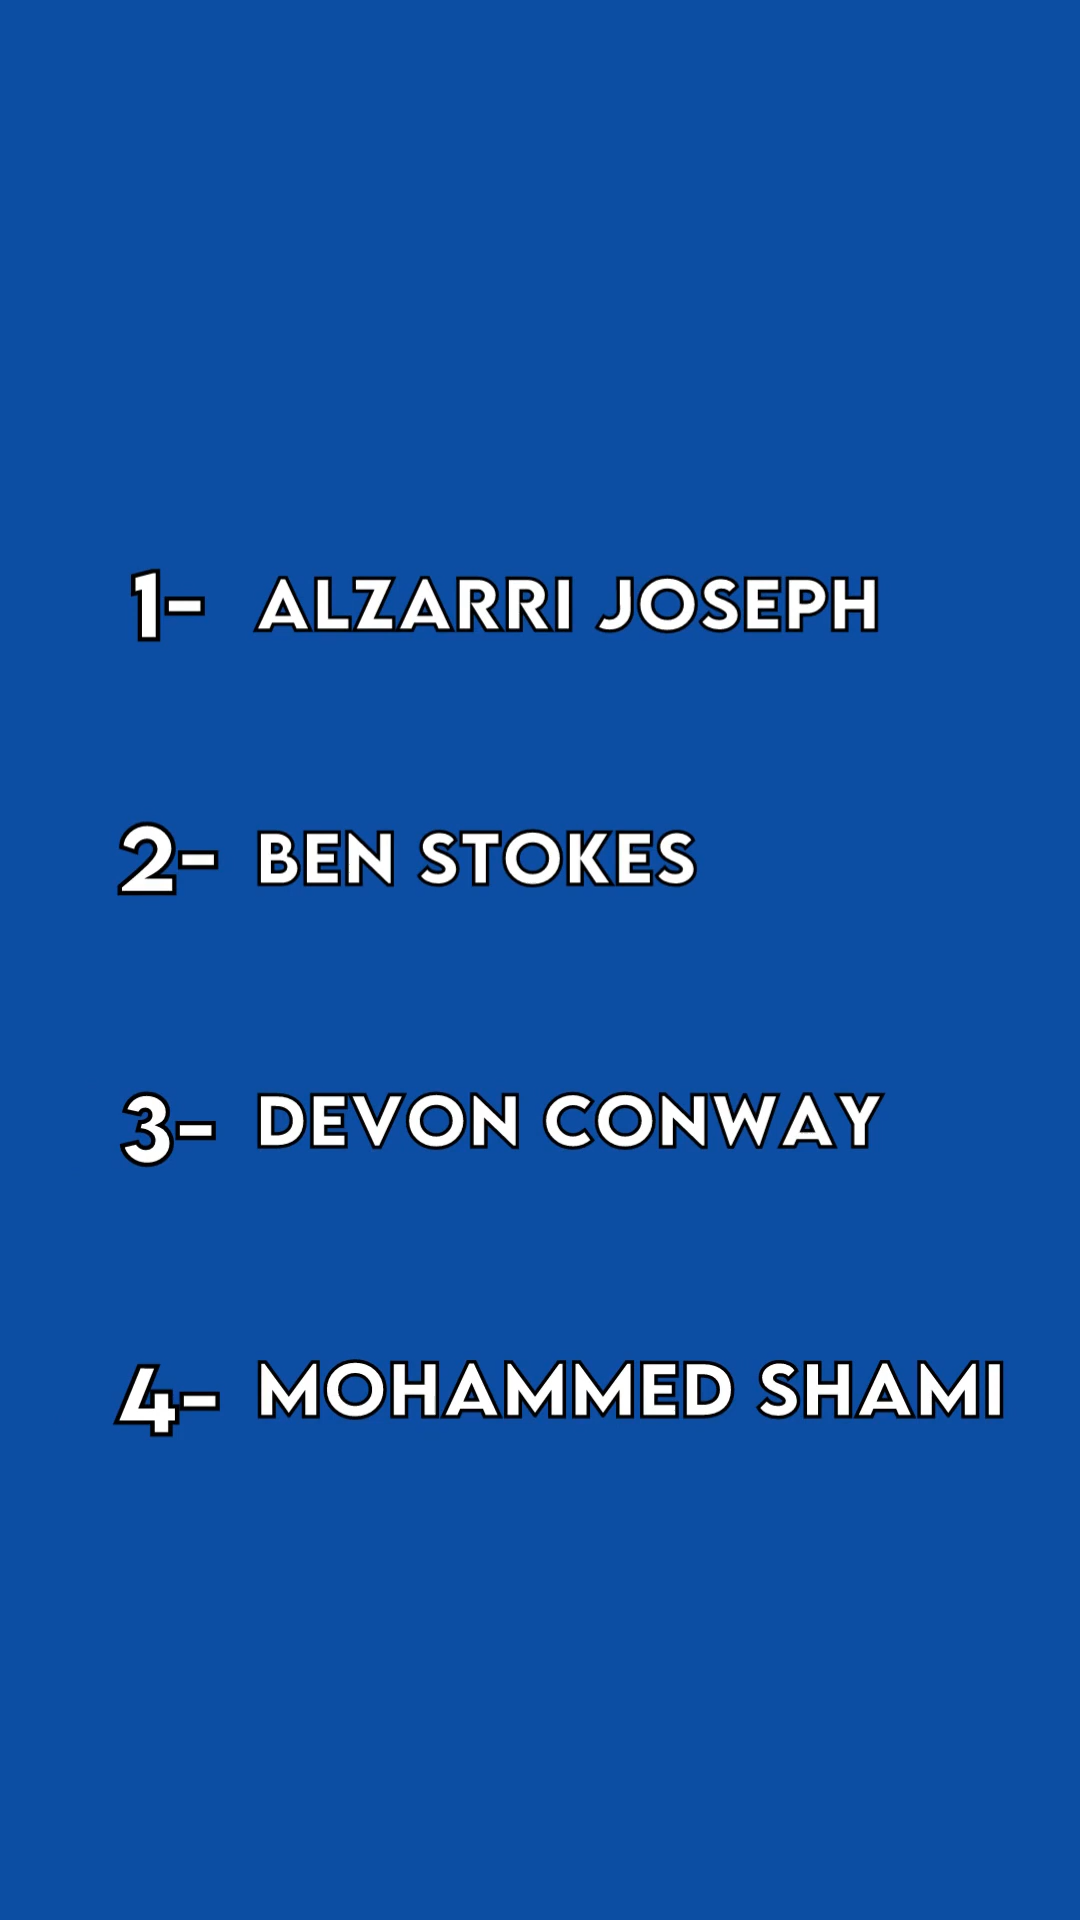 1- ALZARRI JOSEPH
2- BEN STOKES
3- DEVON CONWAY
4- MOHAMMED SHAMI